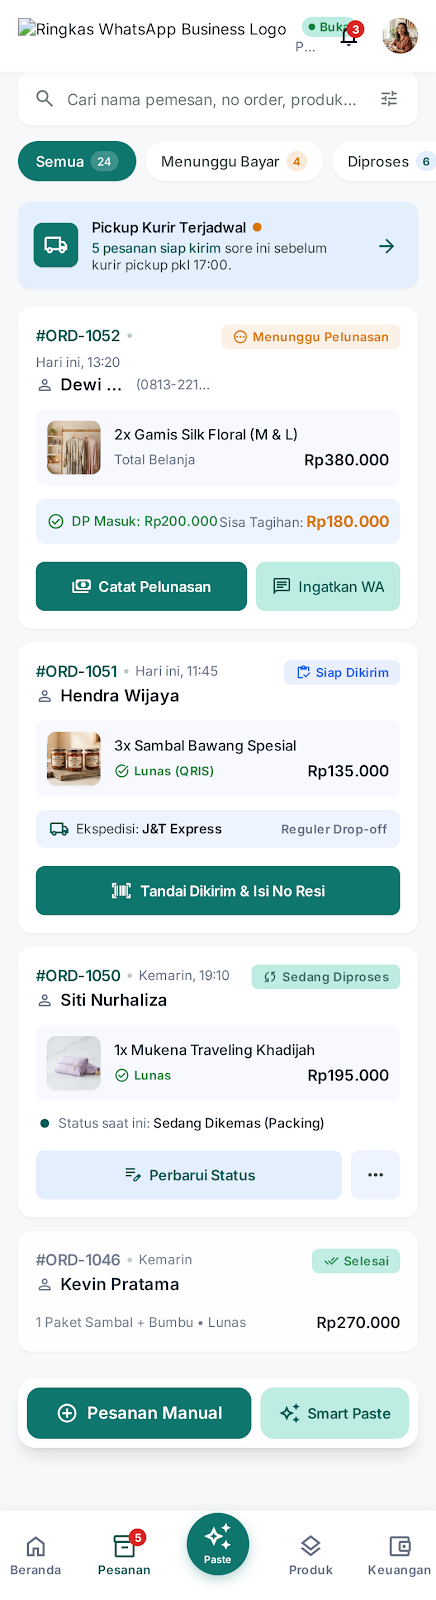 Ringkas WhatsApp Business Logo
Buka
P...
3
Cari nama pemesan, no order, produk...
Semua 24
Menunggu Bayar 4
Diproses 6
Pickup Kurir Terjadwal
5 pesanan siap kirim sore ini sebelum
kurir pickup pkl 17:00.
#ORD-1052 •
Menunggu Pelunasan
Hari ini, 13:20
Dewi ... (0813-221...
2x Gamis Silk Floral (M & L)
Total Belanja Rp380.000
DP Masuk: Rp200.000 Sisa Tagihan: Rp180.000
Catat Pelunasan
Ingatkan WA
#ORD-1051 • Hari ini, 11:45
Siap Dikirim
Hendra Wijaya
3x Sambal Bawang Spesial
Lunas (QRIS) Rp135.000
Ekspedisi: J&T Express Reguler Drop-off
Tandai Dikirim & Isi No Resi
#ORD-1050 • Kemarin, 19:10
Sedang Diproses
Siti Nurhaliza
1x Mukena Traveling Khadijah
Lunas Rp195.000
Status saat ini: Sedang Dikemas (Packing)
Perbarui Status
#ORD-1046 • Kemarin
Selesai
Kevin Pratama
1 Paket Sambal + Bumbu • Lunas Rp270.000
Pesanan Manual
Smart Paste
Beranda
5
Pesanan
Paste
Produk
Keuangan